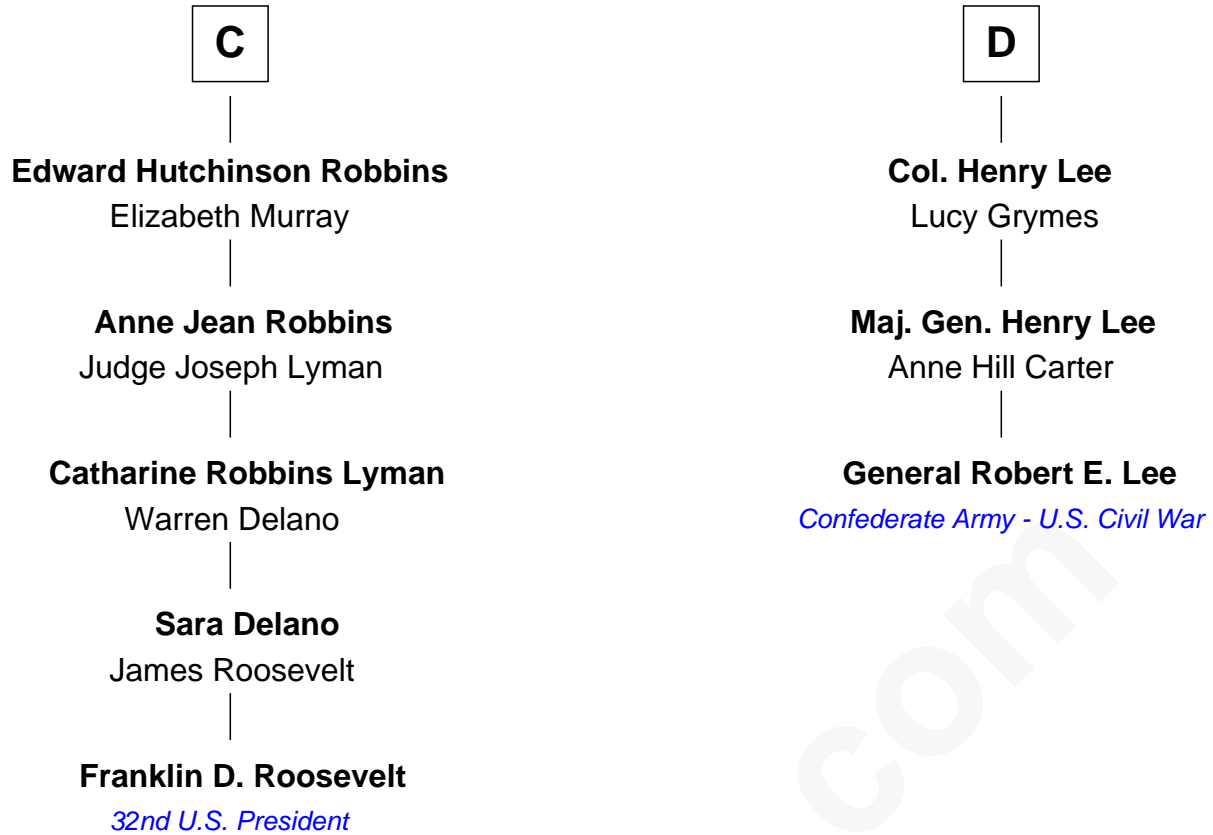 C
Edward Hutchinson Robbins
Elizabeth Murray
Anne Jean Robbins
Judge Joseph Lyman
Catharine Robbins Lyman
Warren Delano
Sara Delano
James Roosevelt
Franklin D. Roosevelt
32nd U.S. President
D
Col. Henry Lee
Lucy Grymes
Maj. Gen. Henry Lee
Anne Hill Carter
General Robert E. Lee
Confederate Army - U.S. Civil War
com